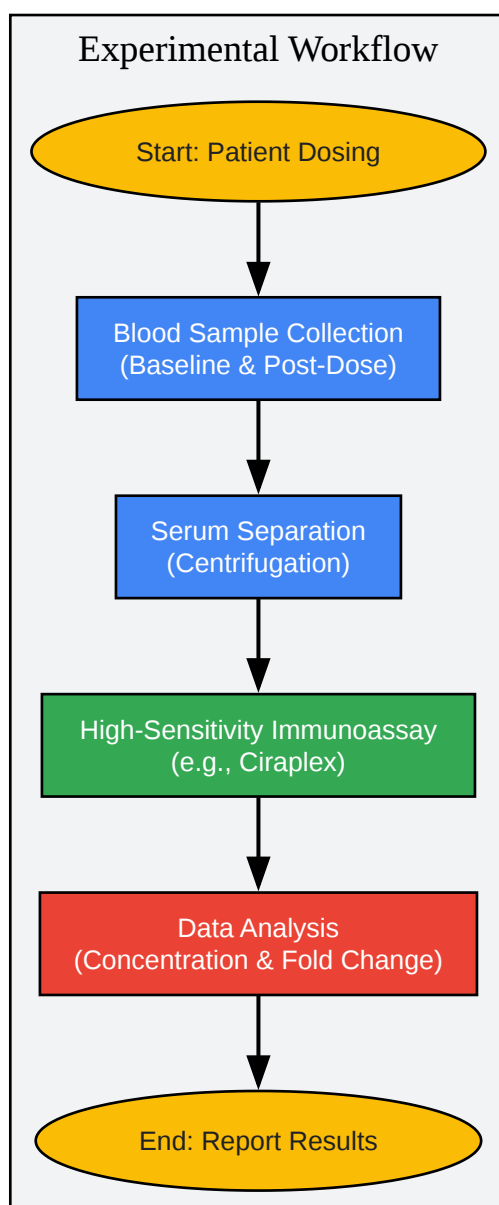 Experimental Workflow
Start: Patient Dosing
Blood Sample Collection
(Baseline & Post-Dose)
Serum Separation
(Centrifugation)
High-Sensitivity Immunoassay
(e.g., Ciraplex)
Data Analysis
(Concentration & Fold Change)
End: Report Results